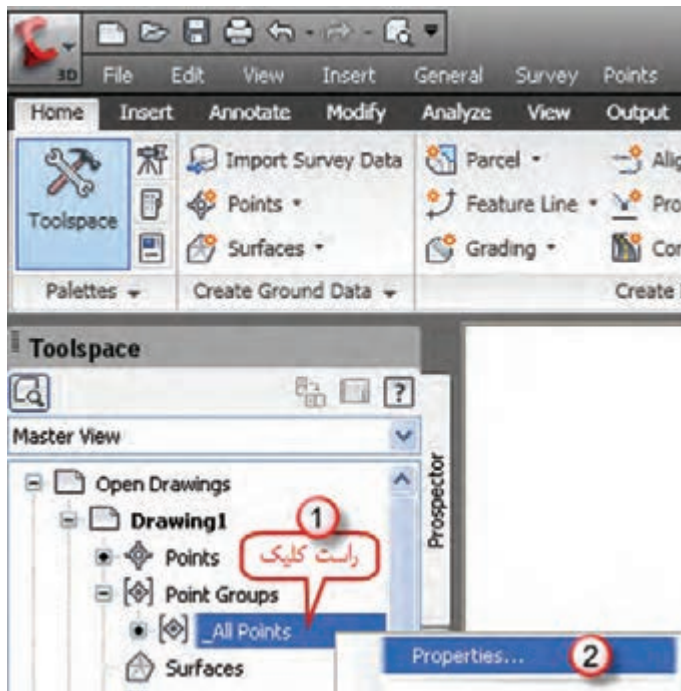 3D File Edit View Insert General Survey Points
Home Insert Annotate Modify Analyze View Output
Import Survey Data Parcel
Toolspace Points Feature Line
Surfaces Grading
Palettes Create Ground Data Create
Toolspace
?
Master View
Prospector
Open Drawings
Drawing1
1
Points راست کلیک
Point Groups
_All Points
Surfaces
Properties... 2